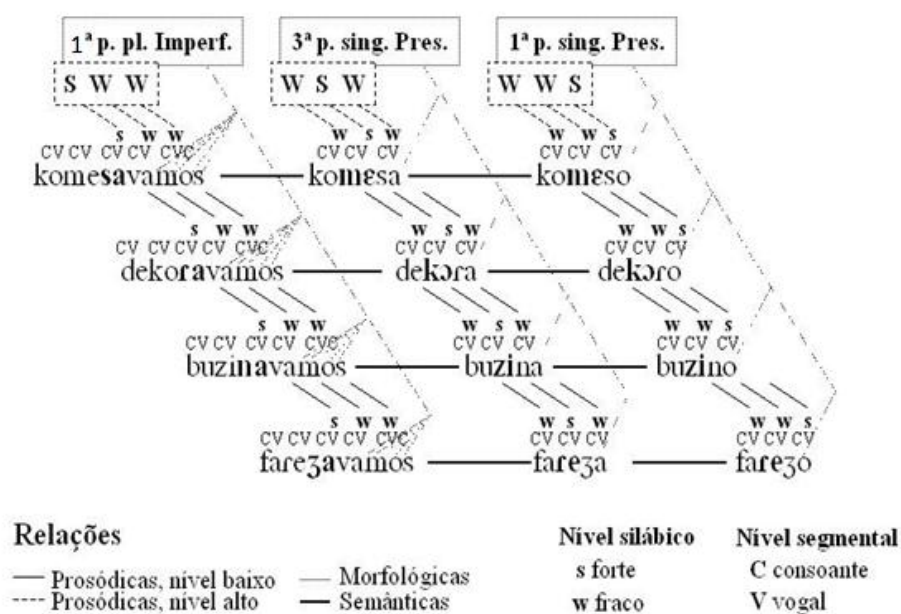 1ª p. pl. Imperf. 3ª p. sing. Pres. 1ª p. sing. Pres.
S W W W S W W W S
s w w w s w w w s
CV CV CV CV CVC CV CV CV CV CV CV
komesavamos komɛsa komɛso
s w w w s w w w s
CV CV CV CV CVC CV CV CV CV CV CV
dekoravamos dekɔra dekɔro
s w w w s w w w s
CV CV CV CV CVC CV CV CV CV CV CV
buzinavamos buzina buzino
s w w w s w w w s
CV CV CV CV CVC CV CV CV CV CV CV
fareʒavamos fareʒa fareʒo
Relações Nível silábico Nível segmental
Prosódicas, nível baixo Morfológicas s forte C consoante
Prosódicas, nível alto Semânticas w fraco V vogal